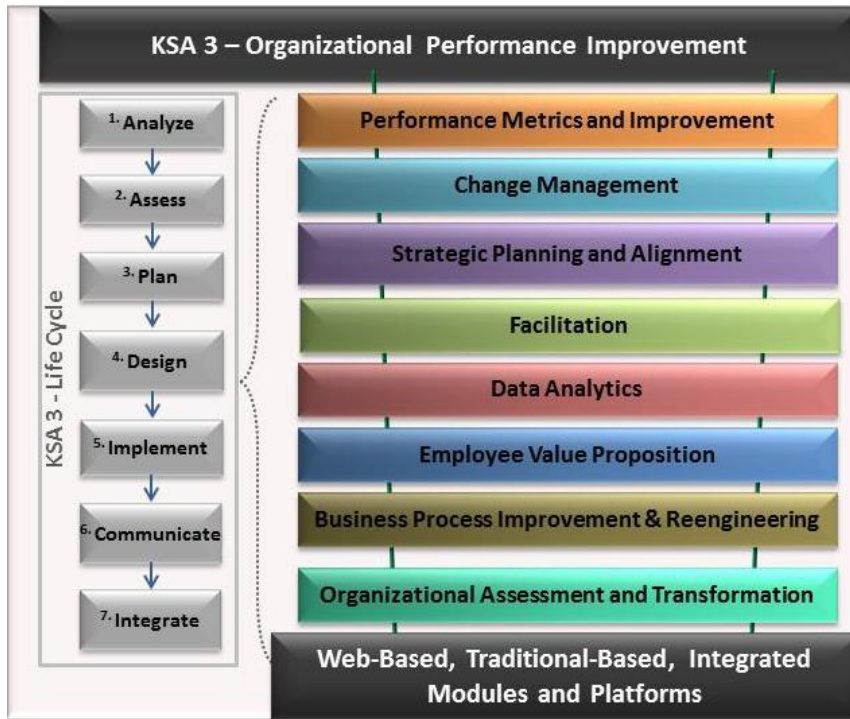 KSA 3 – Organizational Performance Improvement
KSA 3 - Life Cycle
1. Analyze
2. Assess
3. Plan
4. Design
5. Implement
6. Communicate
7. Integrate
Performance Metrics and Improvement
Change Management
Strategic Planning and Alignment
Facilitation
Data Analytics
Employee Value Proposition
Business Process Improvement & Reengineering
Organizational Assessment and Transformation
Web-Based, Traditional-Based, Integrated
Modules and Platforms